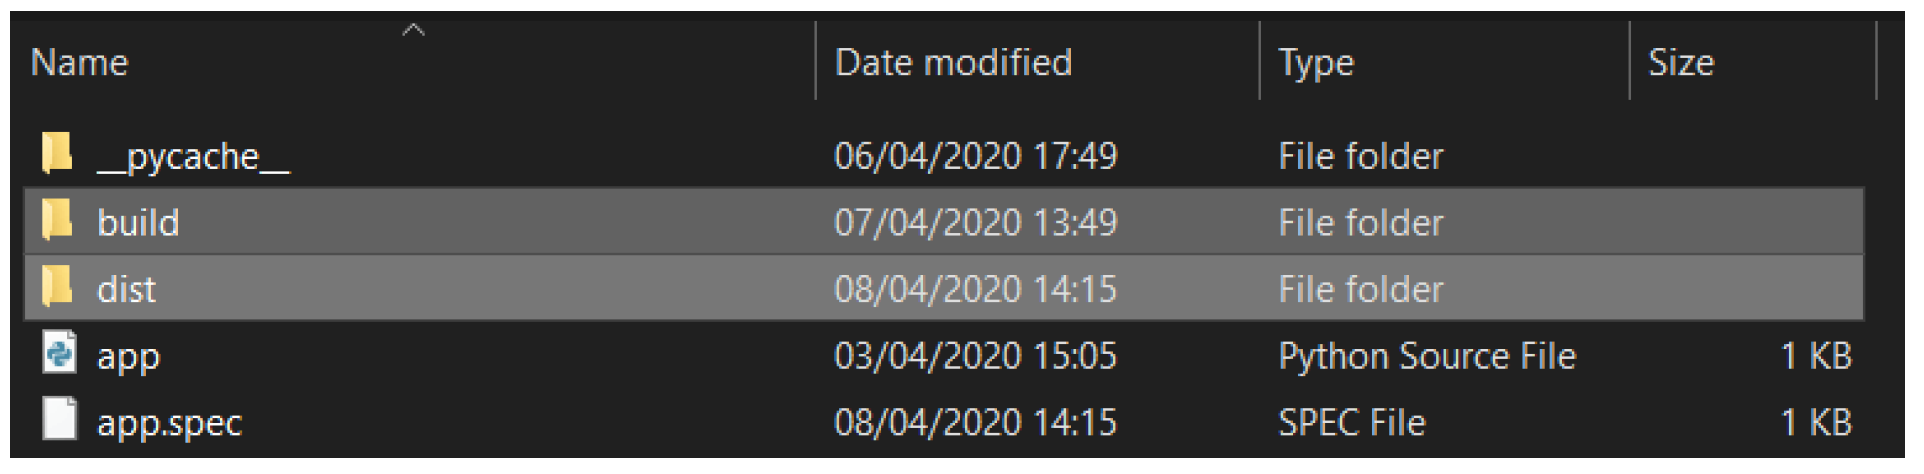 Name Date modified Type Size
__pycache__ 06/04/2020 17:49 File folder
build 07/04/2020 13:49 File folder
dist 08/04/2020 14:15 File folder
app 03/04/2020 15:05 Python Source File 1 KB
app.spec 08/04/2020 14:15 SPEC File 1 KB